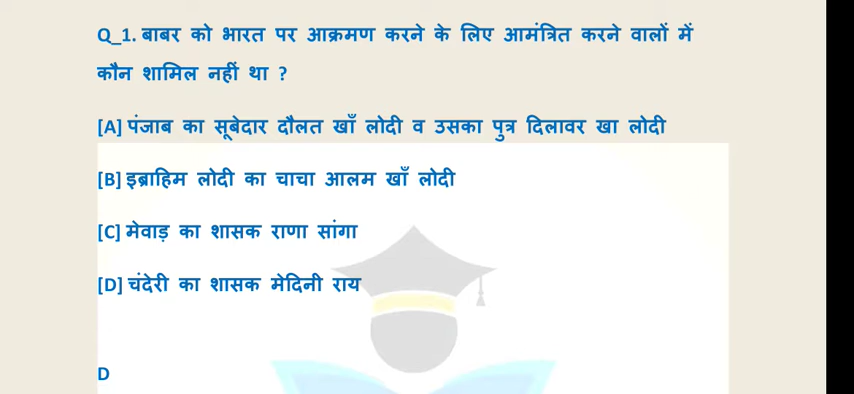 Q_1. बाबर को भारत पर आक्रमण करने के लिए आमंत्रित करने वालों में
कौन शामिल नहीं था ?
[A] पंजाब का सूबेदार दौलत खाँ लोदी व उसका पुत्र दिलावर खा लोदी
[B] इब्राहिम लोदी का चाचा आलम खाँ लोदी
[C] मेवाड़ का शासक राणा सांगा
[D] चंदेरी का शासक मेदिनी राय
D